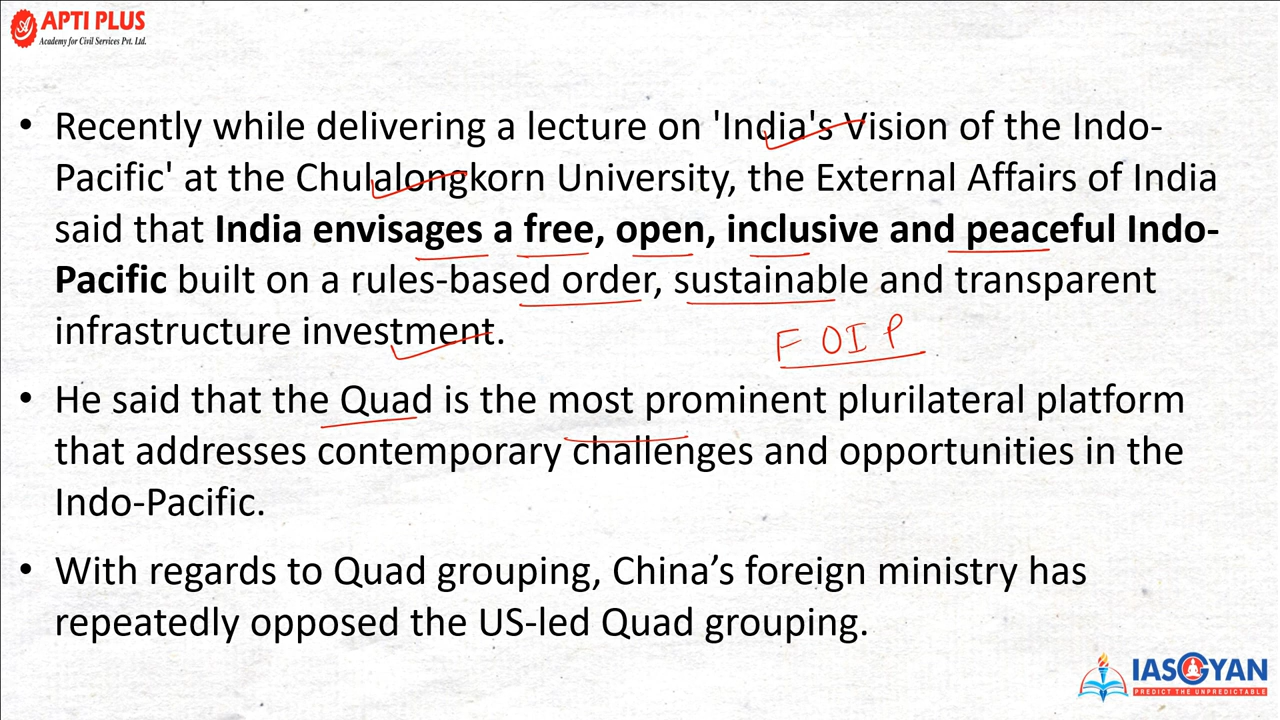 APTI PLUS
Academy for Civil Services Pvt. Ltd.
• Recently while delivering a lecture on 'India's Vision of the Indo-
Pacific' at the Chulalongkorn University, the External Affairs of India
said that India envisages a free, open, inclusive and peaceful Indo-
Pacific built on a rules-based order, sustainable and transparent
infrastructure investment.
FOIP
• He said that the Quad is the most prominent plurilateral platform
that addresses contemporary challenges and opportunities in the
Indo-Pacific.
• With regards to Quad grouping, China’s foreign ministry has
repeatedly opposed the US-led Quad grouping.
IASGYAN
PREDICT THE UNPREDICTABLE